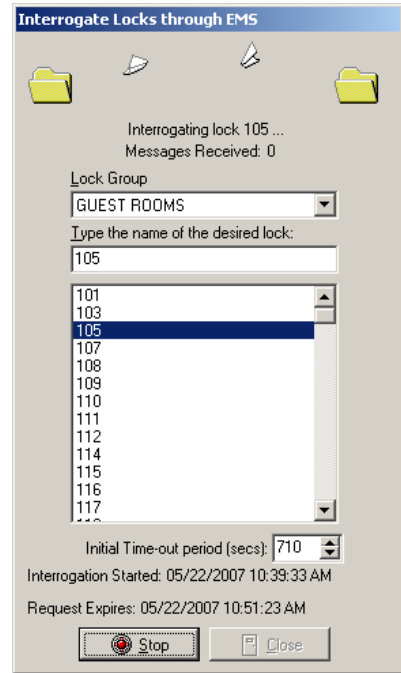 Interrogate Locks through EMS
Interrogating lock 105 ...
Messages Received: 0
Lock Group
GUEST ROOMS
Type the name of the desired lock:
105
101
103
105
107
108
109
110
111
112
114
115
116
117
Initial Time-out period (secs): 710
Interrogation Started: 05/22/2007 10:39:33 AM
Request Expires: 05/22/2007 10:51:23 AM
Stop Close